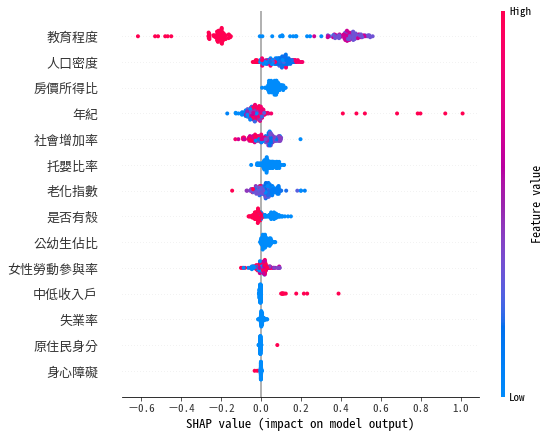 High
教育程度
人口密度
房價所得比
年紀
社會增加率
托嬰比率
老化指數
是否有殼
公幼生佔比
女性勞動參與率
中低收入戶
失業率
原住民身分
身心障礙
Feature value
Low
−0.6 −0.4 −0.2 0.0 0.2 0.4 0.6 0.8 1.0
SHAP value (impact on model output)